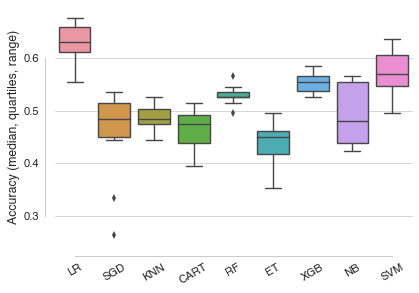 Accuracy (median, quartiles, range)
0.6
0.5
0.4
0.3
LR SGD KNN CART RF ET XGB NB SVM